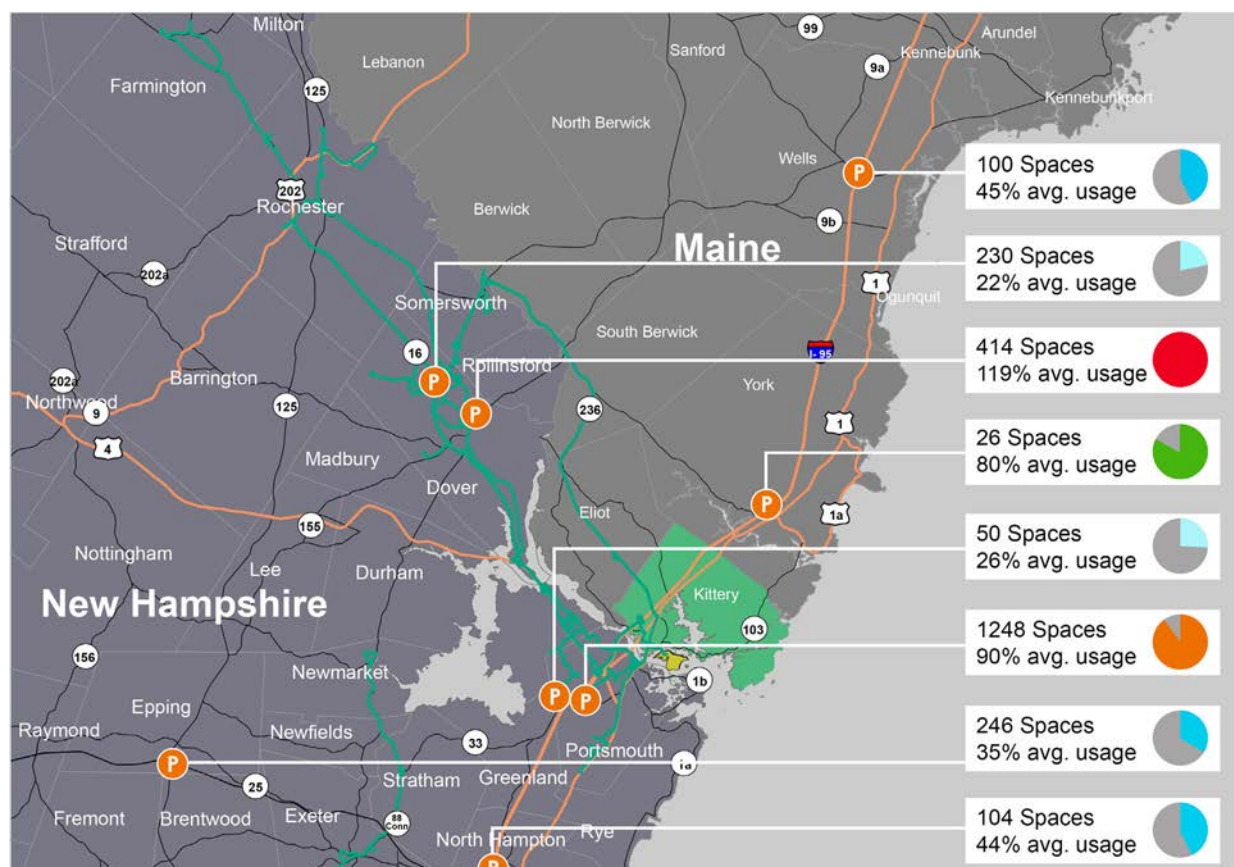 Milton
99
Arundel
Sanford
Kennebunk
Lebanon
9a
Farmington
125
Kennebunkport
North Berwick
Wells
P
100 Spaces
45% avg. usage
202
Rochester
Berwick
9b
Strafford
Maine
230 Spaces
22% avg. usage
202a
1
Somersworth
Ogunquit
South Berwick
16
I-95
414 Spaces
119% avg. usage
Rollinsford
P
Barrington
202a
York
Northwood
9
125
P
236
1
4
26 Spaces
80% avg. usage
Madbury
Dover
P
1a
Eliot
155
Nottingham
Lee
Durham
50 Spaces
26% avg. usage
New Hampshire
Kittery
103
1248 Spaces
90% avg. usage
156
Newmarket
1b
P
P
Epping
Raymond
Newfields
33
Portsmouth
246 Spaces
35% avg. usage
P
Greenland
1a
Stratham
25
Fremont
Brentwood
Exeter
88
Conn
North Hampton
Rye
104 Spaces
44% avg. usage
P